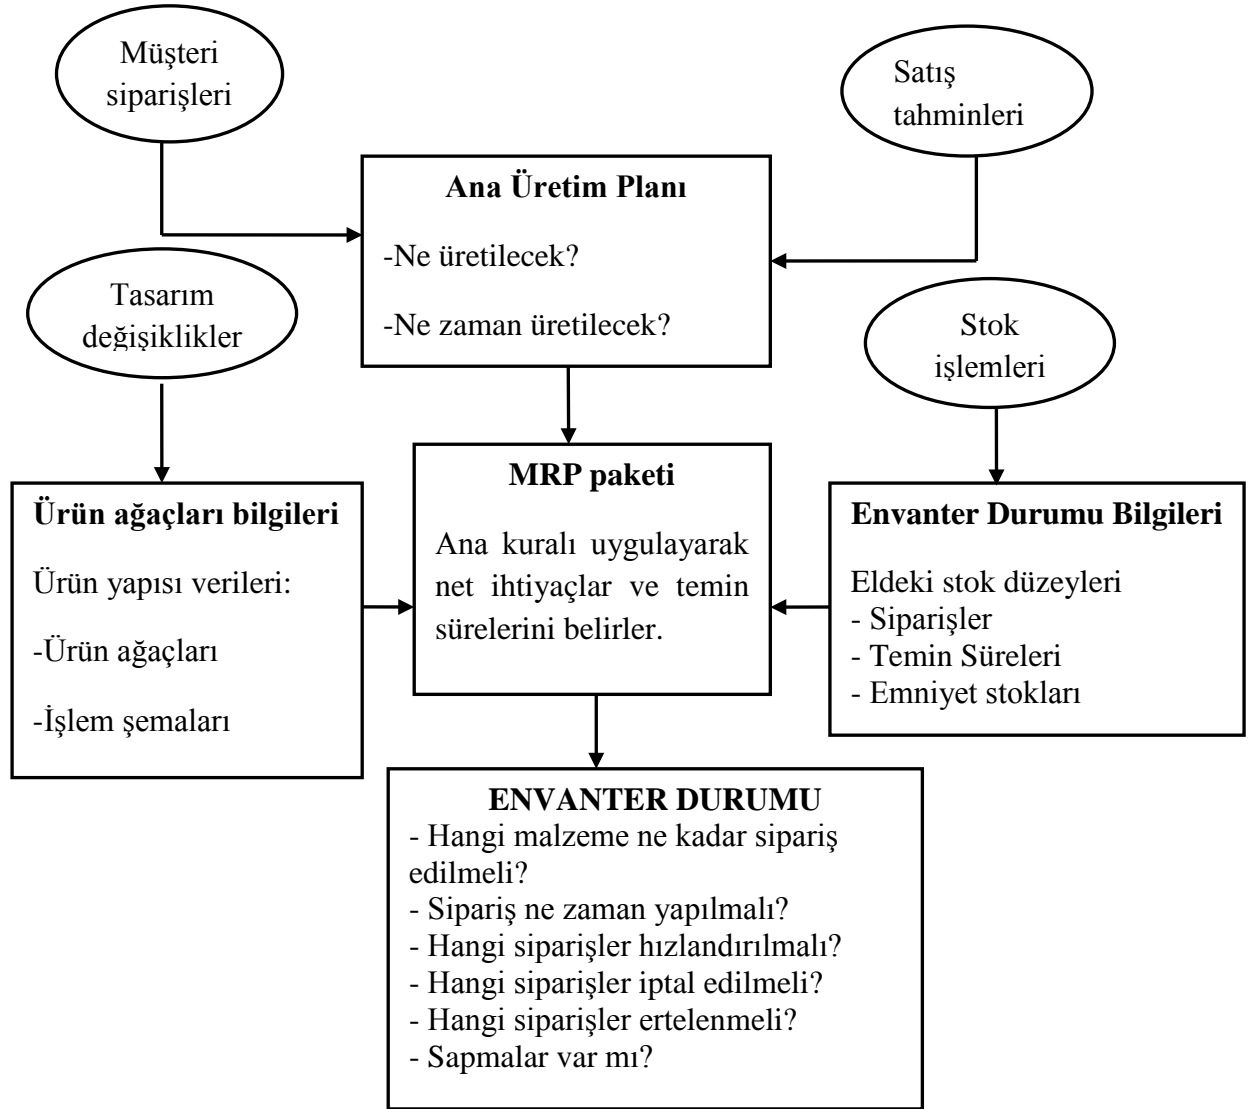 Müşteri
siparişleri
Satış
tahminleri
Ana Üretim Planı
-Ne üretilecek?
-Ne zaman üretilecek?
Tasarım
değişiklikler
Stok
işlemleri
MRP paketi
Ana kuralı uygulayarak
net ihtiyaçlar ve temin
sürelerini belirler.
Ürün ağaçları bilgileri
Ürün yapısı verileri:
-Ürün ağaçları
-İşlem şemaları
Envanter Durumu Bilgileri
Eldeki stok düzeyleri
- Siparişler
- Temin Süreleri
- Emniyet stokları
ENVANTER DURUMU
- Hangi malzeme ne kadar sipariş
edilmeli?
- Sipariş ne zaman yapılmalı?
- Hangi siparişler hızlandırılmalı?
- Hangi siparişler iptal edilmeli?
- Hangi siparişler ertelenmeli?
- Sapmalar var mı?